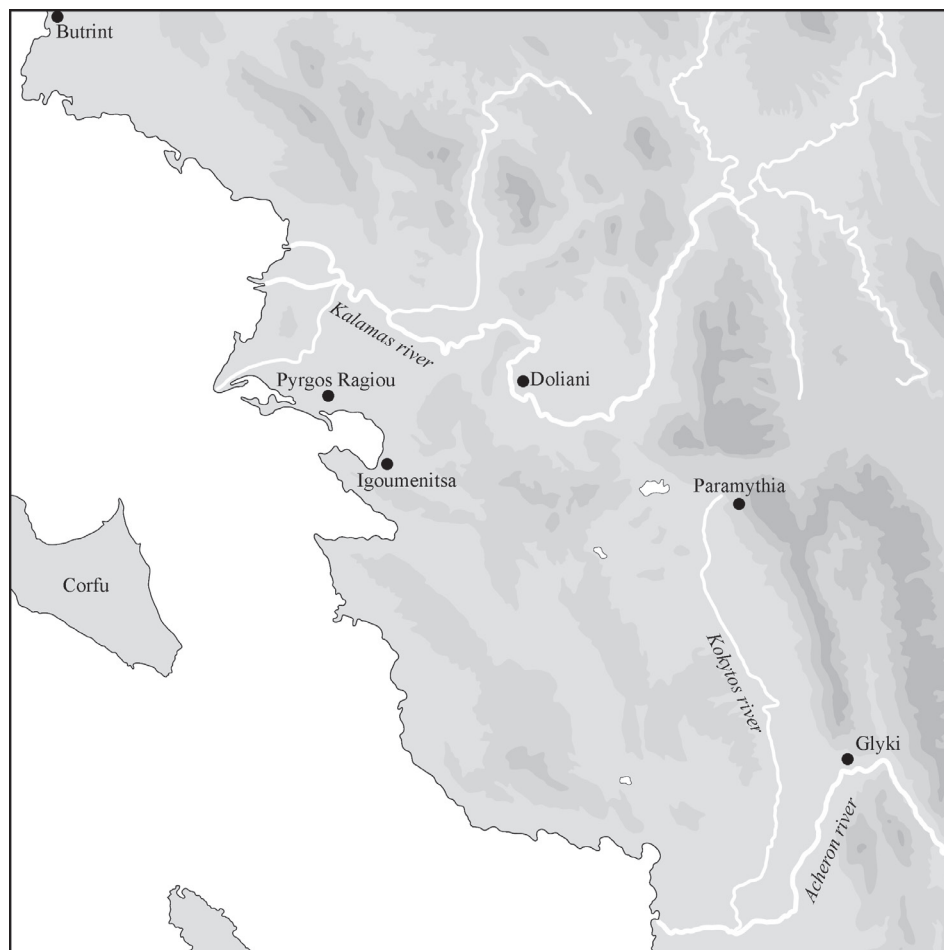 Butrint
Kalamas river
Pyrgos Ragiou
Doliani
Igoumenitsa
Paramythia
Corfu
Kokytos river
Glyki
Acheron river